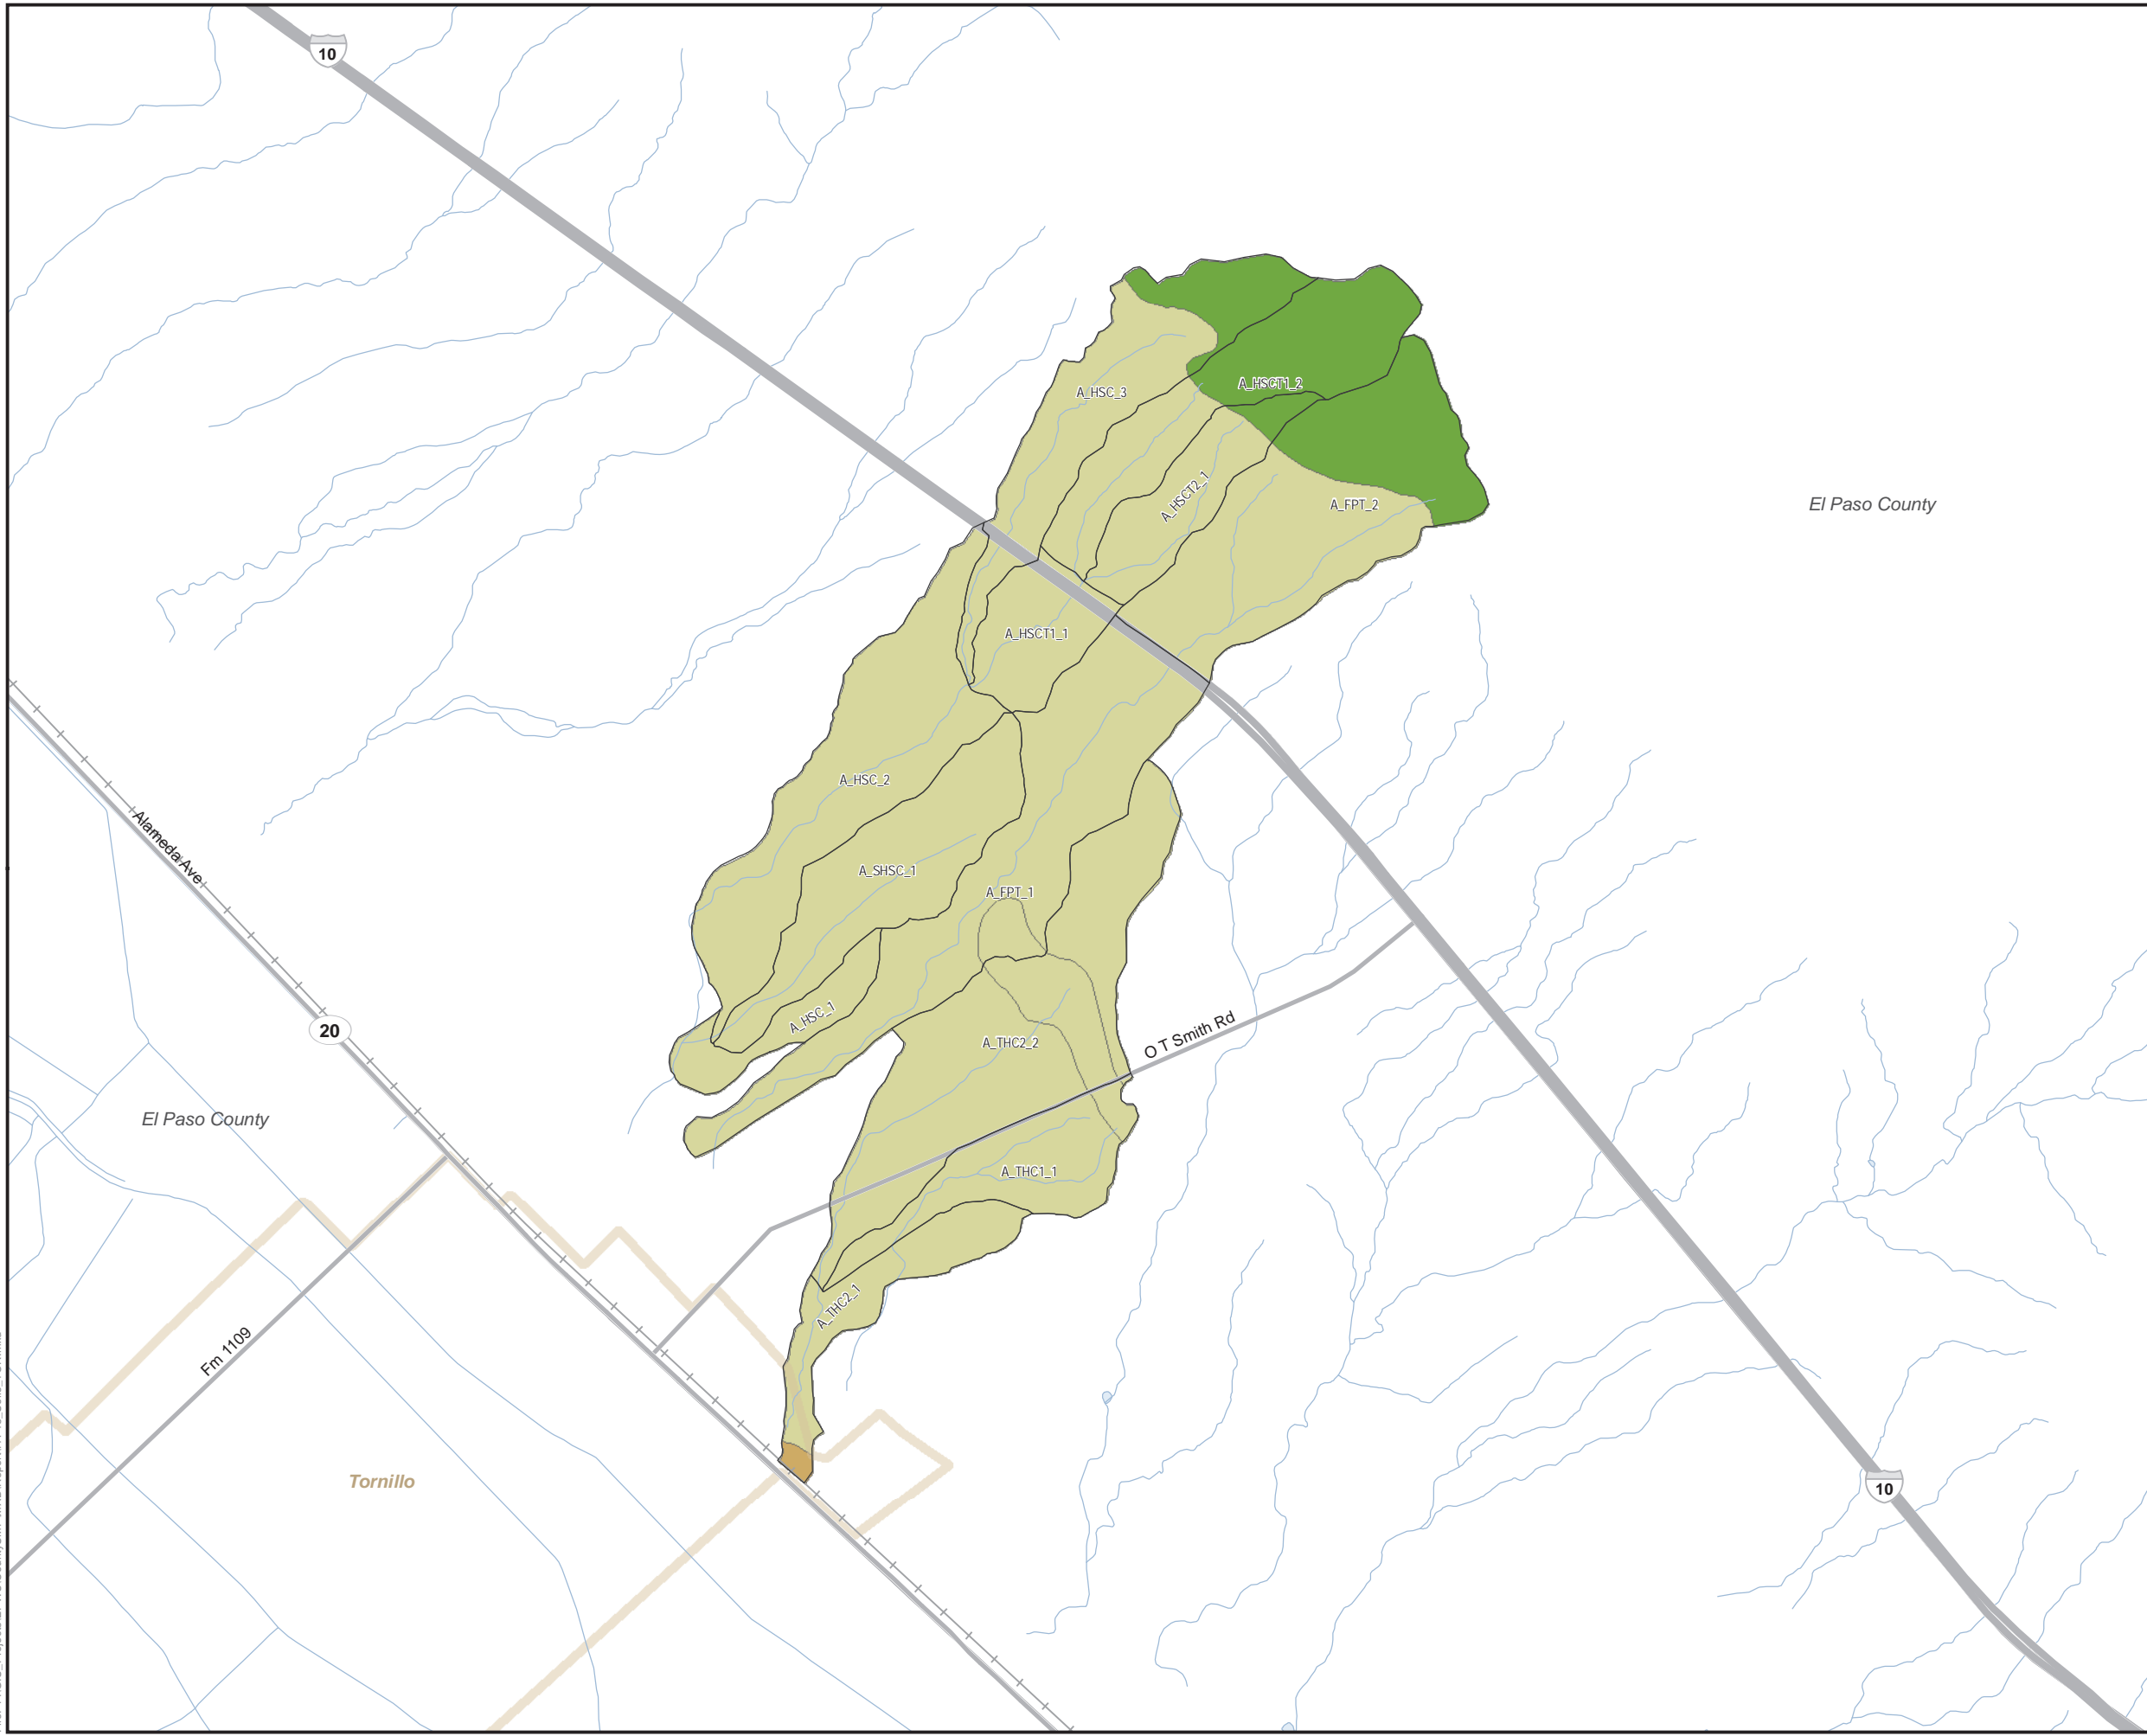 10
A_HSCT1_2
A_HSC_3
A_HSCT2_1
A_FPT_2
El Paso County
A_HSCT1_1
A_HSC_2
Alameda Ave
A_SHSC_1
A_FPT_1
A_HSC_1
20
O T Smith Rd
A_THC2_2
El Paso County
A_THC1_1
A_THC2_1
Fm 1109
Tornillo
10